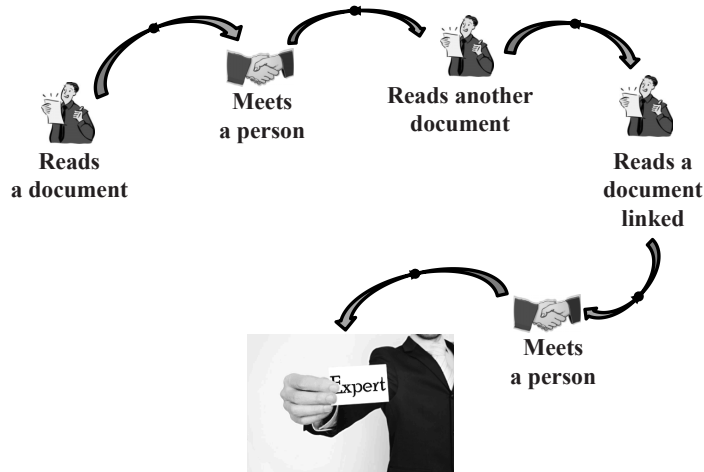 Reads
a document
Meets
a person
Reads another
document
Reads a
document
linked
Meets
a person
Expert